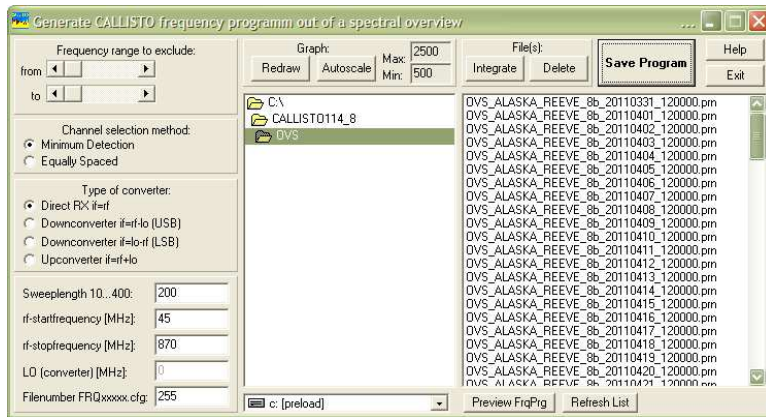 Generate CALLISTO frequency programm out of a spectral overview
Frequency range to exclude:
from
to
Channel selection method:
Minimum Detection
Equally Spaced
Type of converter:
Direct RX if=rf
Downconverter if=rf-lo (USB)
Downconverter if=lo-rf (LSB)
Upconverter if=rf+lo
Sweeplength 10...400: 200
rf-startfrequency [MHz]: 45
rf-stopfrequency [MHz]: 870
LO (converter) [MHz]: 0
Filenumber FRQxxxxx.cfg: 255
Graph:
Redraw Autoscale Max: 2500
Min: 500
C:\
CALLISTO114_8
OVS
c: [preload]
File(s):
Integrate Delete
Save Program
Help
Exit
OVS_ALASKA_REEVE_8b_20110331_120000.prn
OVS_ALASKA_REEVE_8b_20110401_120000.prn
OVS_ALASKA_REEVE_8b_20110402_120000.prn
OVS_ALASKA_REEVE_8b_20110403_120000.prn
OVS_ALASKA_REEVE_8b_20110404_120000.prn
OVS_ALASKA_REEVE_8b_20110405_120000.prn
OVS_ALASKA_REEVE_8b_20110406_120000.prn
OVS_ALASKA_REEVE_8b_20110407_120000.prn
OVS_ALASKA_REEVE_8b_20110408_120000.prn
OVS_ALASKA_REEVE_8b_20110409_120000.prn
OVS_ALASKA_REEVE_8b_20110410_120000.prn
OVS_ALASKA_REEVE_8b_20110411_120000.prn
OVS_ALASKA_REEVE_8b_20110412_120000.prn
OVS_ALASKA_REEVE_8b_20110413_120000.prn
OVS_ALASKA_REEVE_8b_20110414_120000.prn
OVS_ALASKA_REEVE_8b_20110415_120000.prn
OVS_ALASKA_REEVE_8b_20110416_120000.prn
OVS_ALASKA_REEVE_8b_20110417_120000.prn
OVS_ALASKA_REEVE_8b_20110418_120000.prn
OVS_ALASKA_REEVE_8b_20110419_120000.prn
OVS_ALASKA_REEVE_8b_20110420_120000.prn
OVS_ALASKA_REEVE_8b_20110421_120000.prn
Preview FrqPrg Refresh List